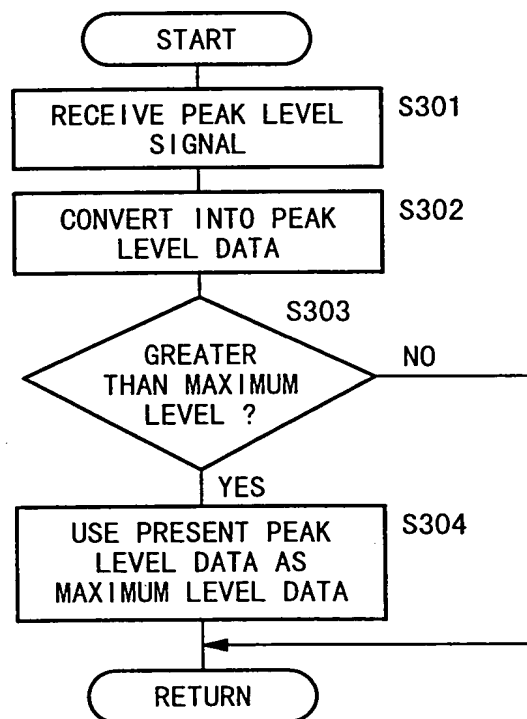 START
RECEIVE PEAK LEVEL
SIGNAL
S301
CONVERT INTO PEAK
LEVEL DATA
S302
S303
GREATER
THAN MAXIMUM
LEVEL ?
NO
YES
USE PRESENT PEAK
LEVEL DATA AS
MAXIMUM LEVEL DATA
S304
RETURN